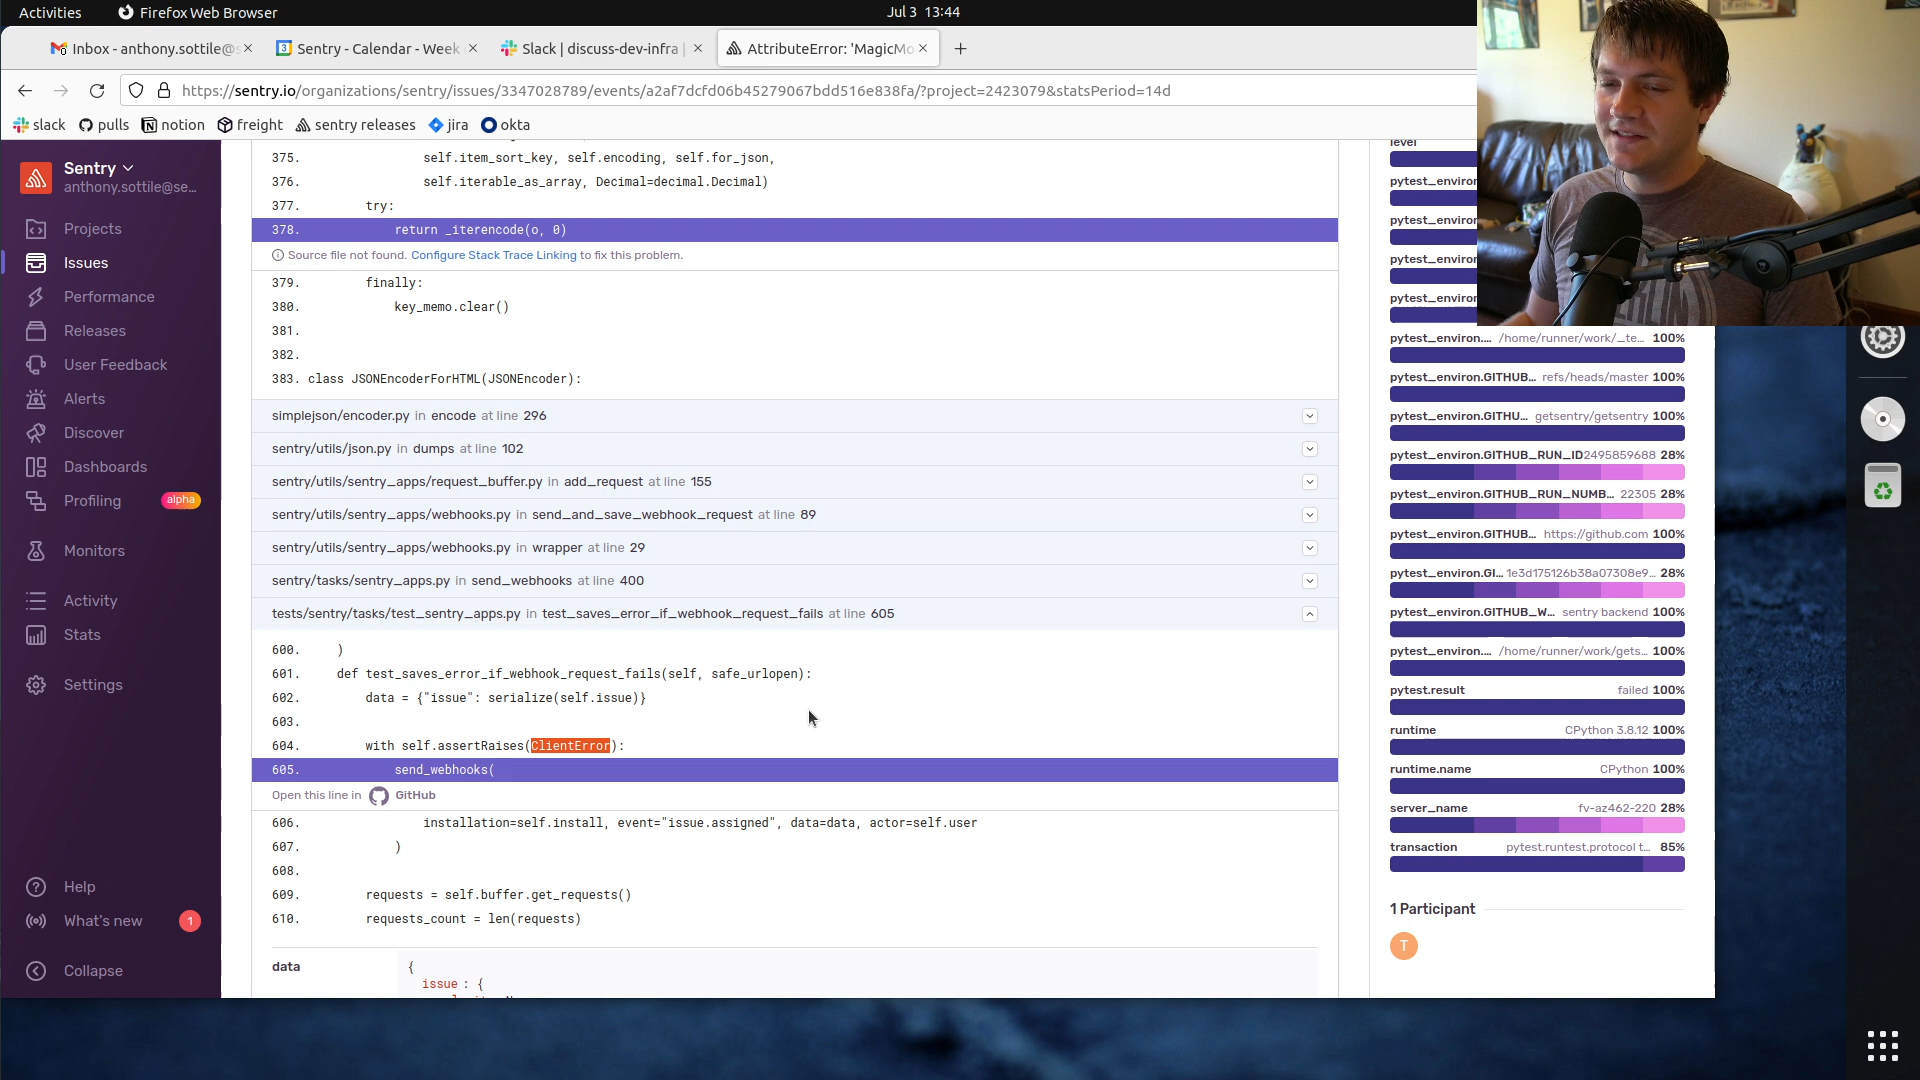 Activities
Firefox Web Browser
Jul 3 13:44
Inbox - anthony.sottile@s
Sentry - Calendar - Week
Slack | discuss-dev-infra |
AttributeError: 'MagicMo
https://sentry.io/organizations/sentry/issues/3347028789/events/a2af7dcfd06b45279067bdd516e838fa/?project=2423079&statsPeriod=14d
slack
pulls
notion
freight
sentry releases
jira
okta
Sentry
anthony.sottile@se...
Projects
Issues
Performance
Releases
User Feedback
Alerts
Discover
Dashboards
Profiling
alpha
Monitors
Activity
Stats
Settings
Help
What's new
1
Collapse
375. self.item_sort_key, self.encoding, self.for_json,
376. self.iterable_as_array, Decimal=decimal.Decimal)
377. try:
378. return _iterencode(o, 0)
Source file not found. Configure Stack Trace Linking to fix this problem.
379. finally:
380. key_memo.clear()
381.
382.
383. class JSONEncoderForHTML(JSONEncoder):
simplejson/encoder.py in encode at line 296
sentry/utils/json.py in dumps at line 102
sentry/utils/sentry_apps/request_buffer.py in add_request at line 155
sentry/utils/sentry_apps/webhooks.py in send_and_save_webhook_request at line 89
sentry/utils/sentry_apps/webhooks.py in wrapper at line 29
sentry/tasks/sentry_apps.py in send_webhooks at line 400
tests/sentry/tasks/test_sentry_apps.py in test_saves_error_if_webhook_request_fails at line 605
600. )
601. def test_saves_error_if_webhook_request_fails(self, safe_urlopen):
602. data = {"issue": serialize(self.issue)}
603.
604. with self.assertRaises(ClientError):
605. send_webhooks(
Open this line in GitHub
606. installation=self.install, event="issue.assigned", data=data, actor=self.user
607. )
608.
609. requests = self.buffer.get_requests()
610. requests_count = len(requests)
data
{
issue : {
level
pytest_environ
pytest_environ
pytest_environ
pytest_environ
pytest_environ.... /home/runner/work/_te... 100%
pytest_environ.GITHUB... refs/heads/master 100%
pytest_environ.GITHU... getsentry/getsentry 100%
pytest_environ.GITHUB_RUN_ID 2495859688 28%
pytest_environ.GITHUB_RUN_NUMB... 22305 28%
pytest_environ.GITHUB... https://github.com 100%
pytest_environ.GI... 1e3d175126b38a07308e9... 28%
pytest_environ.GITHUB_W... sentry backend 100%
pytest_environ.... /home/runner/work/gets... 100%
pytest.result failed 100%
runtime CPython 3.8.12 100%
runtime.name CPython 100%
server_name fv-az462-220 28%
transaction pytest.runtest.protocol t... 85%
1 Participant
T